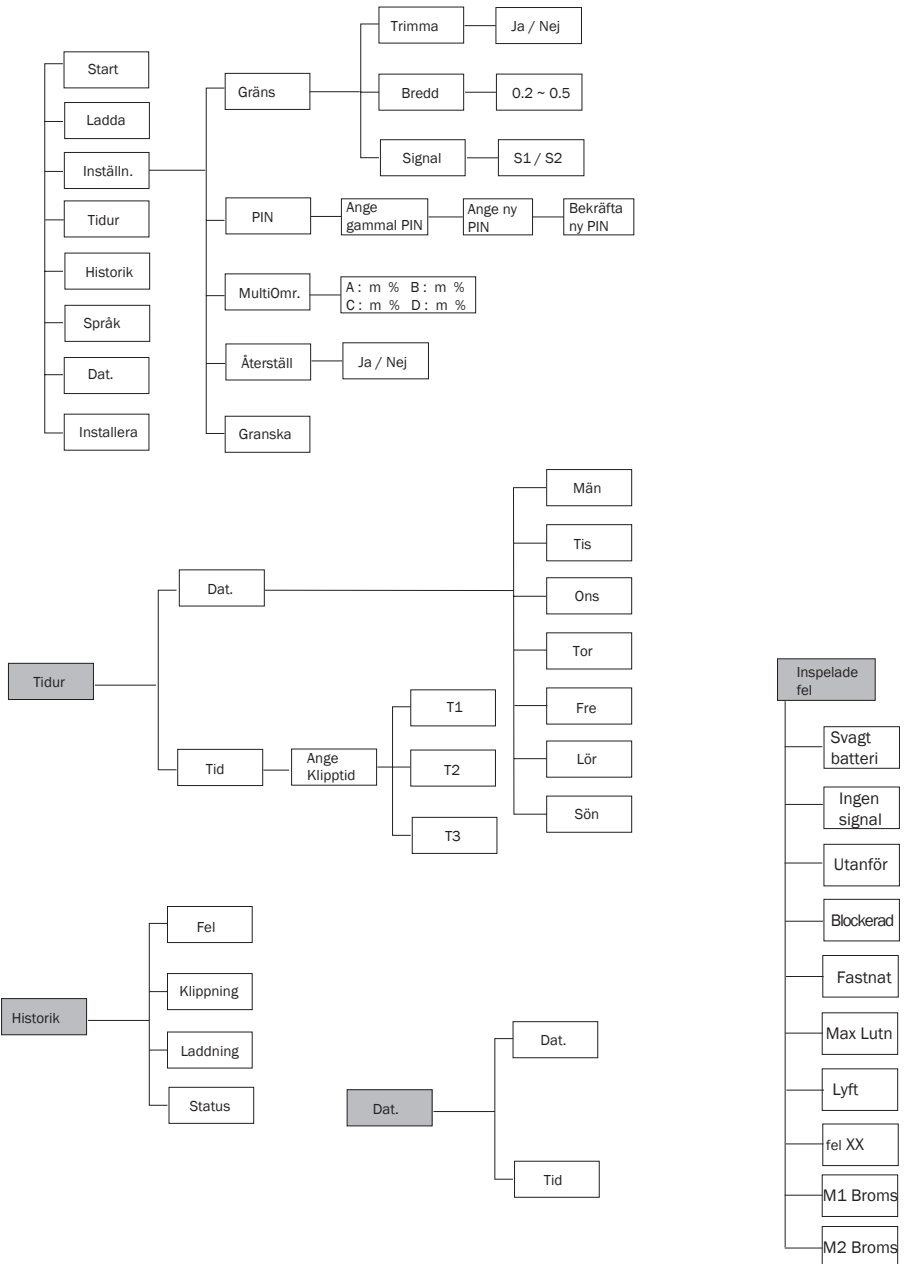 Start
Ladda
Inställn.
Tidur
Historik
Språk
Dat.
Installera
Gräns
PIN
MultiOmr.
Återställ
Granska
Trimma
Ja / Nej
Bredd
0.2 ~ 0.5
Signal
S1 / S2
Ange
gammal PIN
Ange ny
PIN
Bekräfta
ny PIN
A : m % B : m %
C : m % D : m %
Ja / Nej
Tidur
Dat.
Män
Tis
Ons
Tor
Fre
Lör
Sön
Tid
Ange
Klipptid
T1
T2
T3
Historik
Fel
Klippning
Laddning
Status
Dat.
Dat.
Tid
Inspelade
fel
Svagt
batteri
Ingen
signal
Utanför
Blockerad
Fastnat
Max Lutn
Lyft
fel XX
M1 Broms
M2 Broms